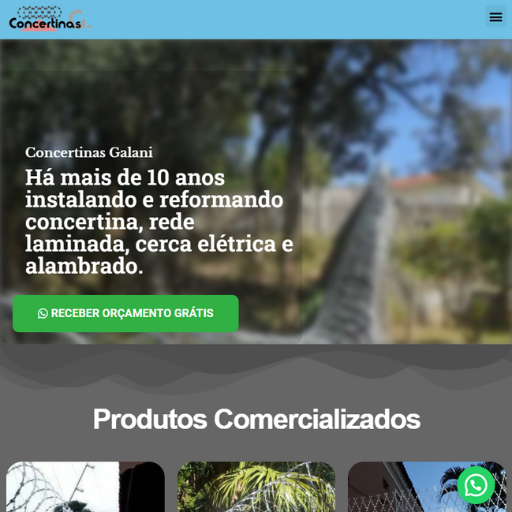 Concertinas
Concertinas Galani
Há mais de 10 anos
instalando e reformando
concertina, rede
laminada, cerca elétrica e
alambrado.
RECEBER ORÇAMENTO GRÁTIS
Produtos Comercializados